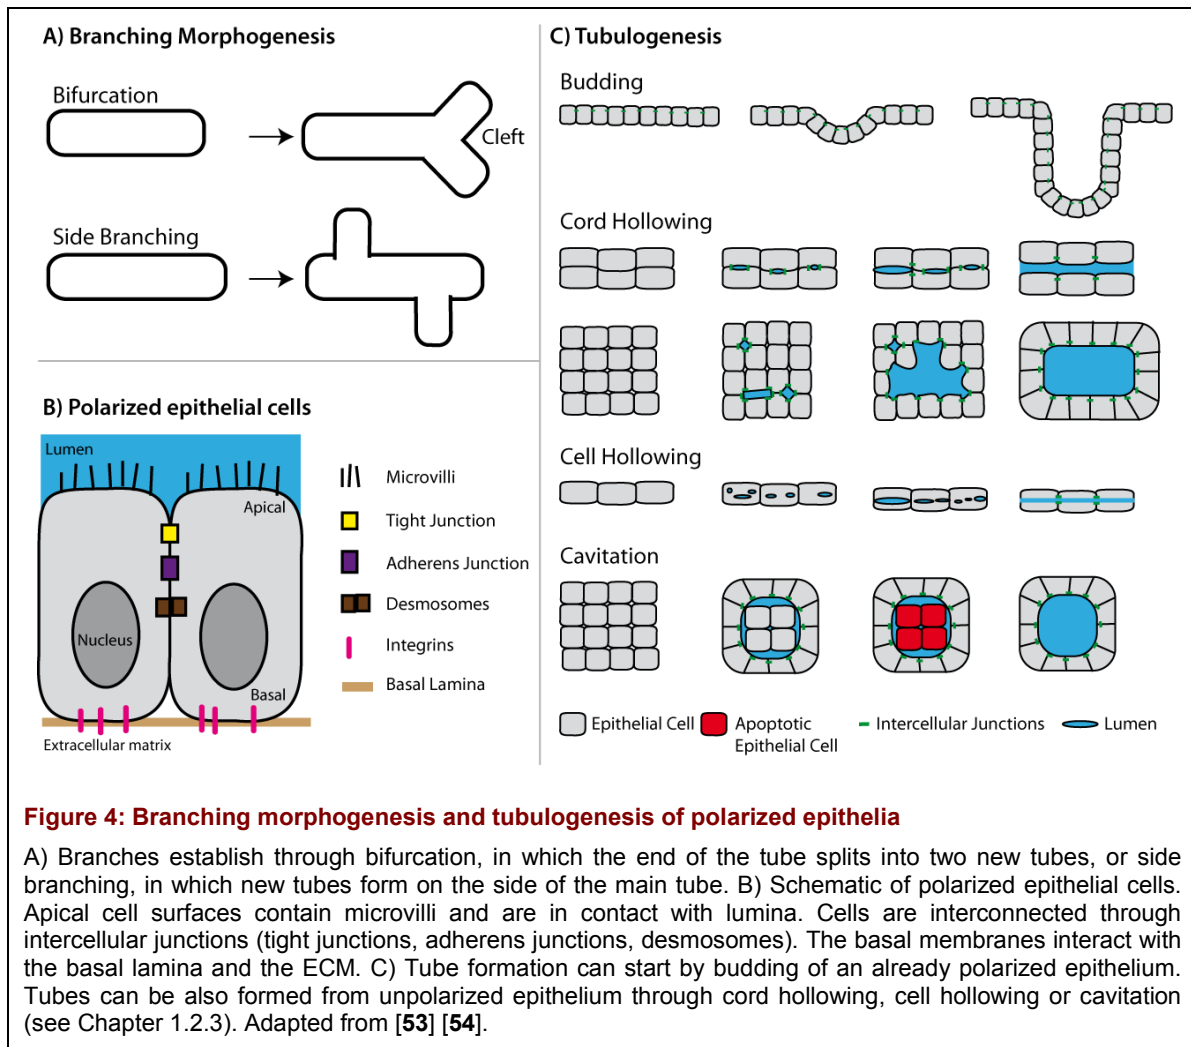 A) Branching Morphogenesis
Bifurcation
Cleft
Side Branching
B) Polarized epithelial cells
Lumen
Apical
Nucleus
Basal
Extracellular matrix
Microvilli
Tight Junction
Adherens Junction
Desmosomes
Integrins
Basal Lamina
C) Tubulogenesis
Budding
Cord Hollowing
Cell Hollowing
Cavitation
Epithelial Cell
Apoptotic
Epithelial Cell
Intercellular Junctions
Lumen
Figure 4: Branching morphogenesis and tubulogenesis of polarized epithelia
A) Branches establish through bifurcation, in which the end of the tube splits into two new tubes, or side
branching, in which new tubes form on the side of the main tube. B) Schematic of polarized epithelial cells.
Apical cell surfaces contain microvilli and are in contact with lumina. Cells are interconnected through
intercellular junctions (tight junctions, adherens junctions, desmosomes). The basal membranes interact with
the basal lamina and the ECM. C) Tube formation can start by budding of an already polarized epithelium.
Tubes can be also formed from unpolarized epithelium through cord hollowing, cell hollowing or cavitation
(see Chapter 1.2.3). Adapted from [53] [54].